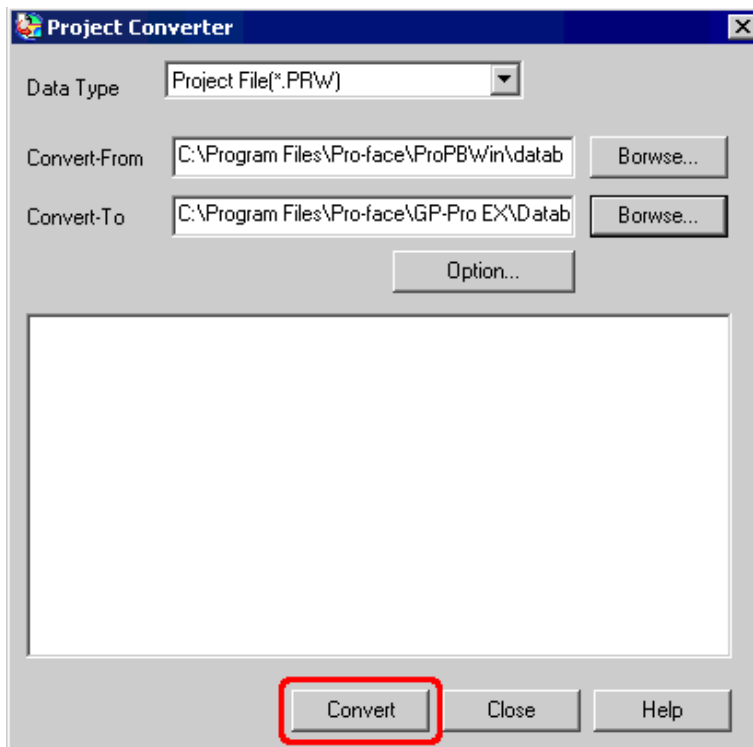 Project Converter
Data Type Project File(*.PRW)
Convert-From C:\Program Files\Pro-face\ProPBWin\datab Borwse...
Convert-To C:\Program Files\Pro-face\GP-Pro EX\Datab Borwse...
Option...
Convert Close Help